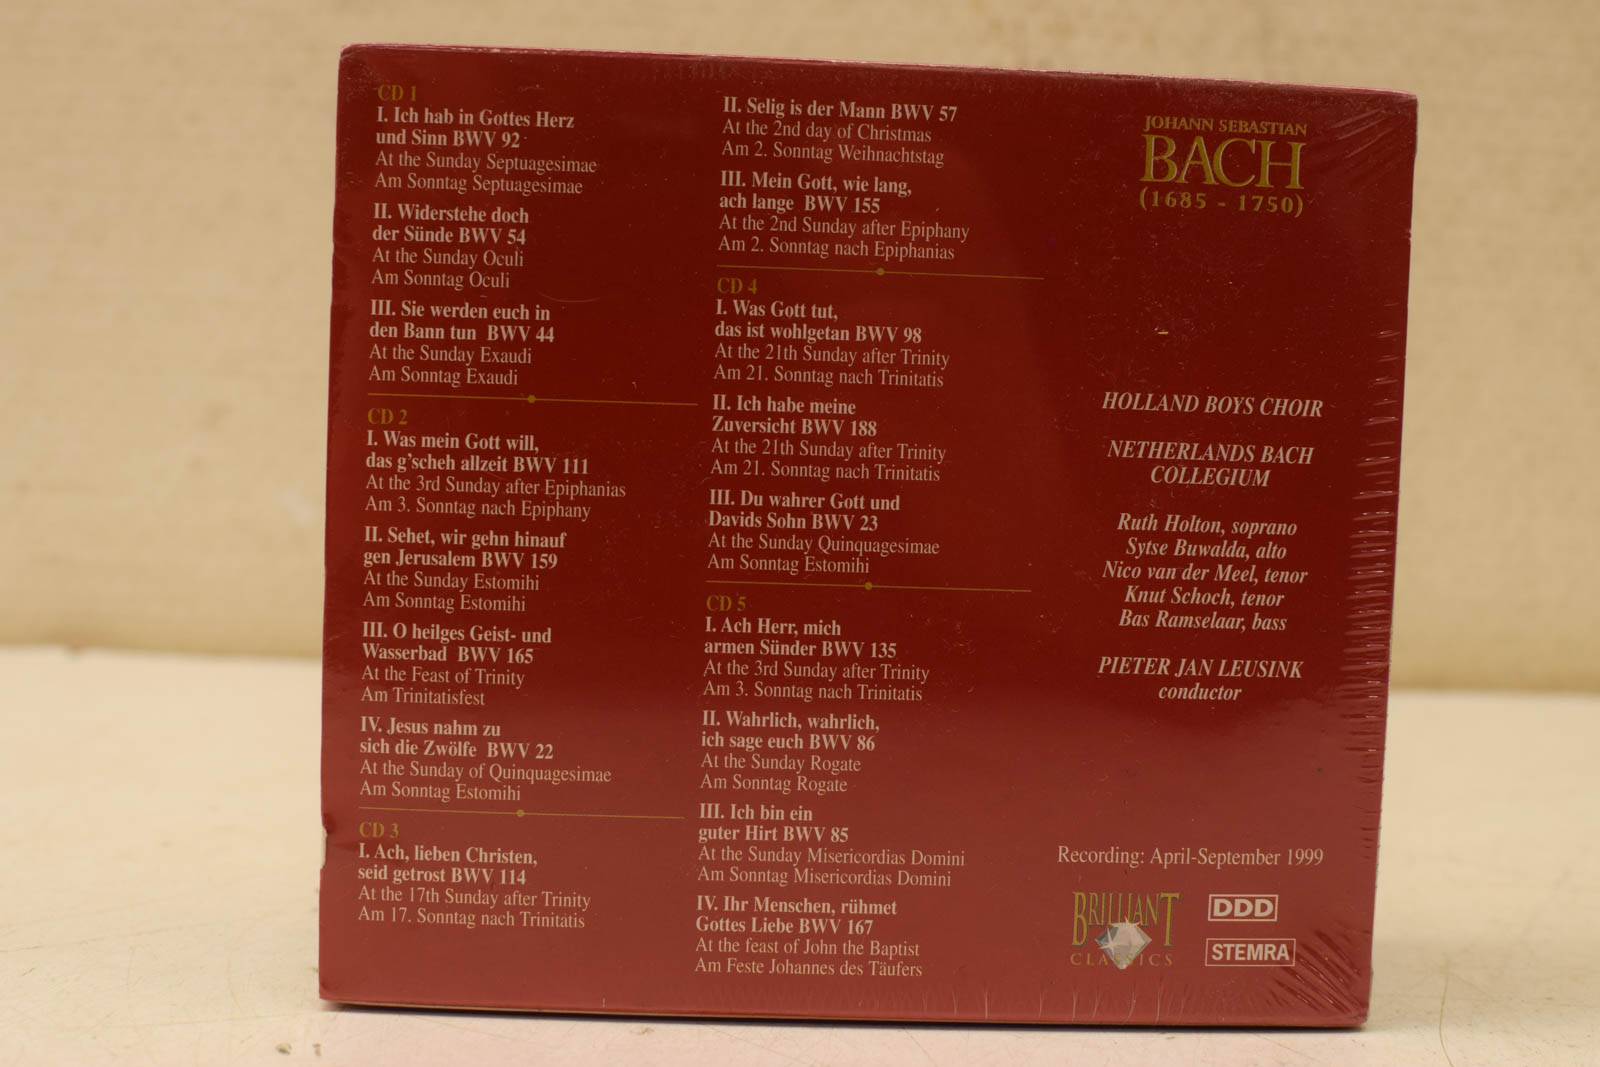 CD 1
I. Ich hab in Gottes Herz
und Sinn BWV 92
At the Sunday Septuagesimae
Am Sonntag Septuagesimae
II. Widerstehe doch
der Sünde BWV 54
At the Sunday Oculi
Am Sonntag Oculi
III. Sie werden euch in
den Bann tun BWV 44
At the Sunday Exaudi
Am Sonntag Exaudi
CD 2
I. Was mein Gott will,
das g'scheh allzeit BWV 111
At the 3rd Sunday after Epiphanias
Am 3. Sonntag nach Epiphany
II. Sehet, wir gehn hinauf
gen Jerusalem BWV 159
At the Sunday Estomihi
Am Sonntag Estomihi
III. O heilges Geist- und
Wasserbad BWV 165
At the Feast of Trinity
Am Trinitatisfest
IV. Jesus nahm zu
sich die Zwölfe BWV 22
At the Sunday of Quinquagesimae
Am Sonntag Estomihi
CD 3
I. Ach, lieben Christen,
seid getrost BWV 114
At the 17th Sunday after Trinity
Am 17. Sonntag nach Trinitatis
II. Selig is der Mann BWV 57
At the 2nd day of Christmas
Am 2. Sonntag Weihnachtstag
III. Mein Gott, wie lang,
ach lange BWV 155
At the 2nd Sunday after Epiphany
Am 2. Sonntag nach Epiphanias
CD 4
I. Was Gott tut,
das ist wohlgetan BWV 98
At the 21th Sunday after Trinity
Am 21. Sonntag nach Trinitatis
II. Ich habe meine
Zuversicht BWV 188
At the 21th Sunday after Trinity
Am 21. Sonntag nach Trinitatis
III. Du wahrer Gott und
Davids Sohn BWV 23
At the Sunday Quinquagesimae
Am Sonntag Estomihi
CD 5
I. Ach Herr, mich
armen Sünder BWV 135
At the 3rd Sunday after Trinity
Am 3. Sonntag nach Trinitatis
II. Wahrlich, wahrlich,
ich sage euch BWV 86
At the Sunday Rogate
Am Sonntag Rogate
III. Ich bin ein
guter Hirt BWV 85
At the Sunday Misericordias Domini
Am Sonntag Misericordias Domini
IV. Ihr Menschen, rühmet
Gottes Liebe BWV 167
At the feast of John the Baptist
Am Feste Johannes des Täufers
JOHANN SEBASTIAN
BACH
(1685 - 1750)
HOLLAND BOYS CHOIR
NETHERLANDS BACH
COLLEGIUM
Ruth Holton, soprano
Sytse Buwalda, alto
Nico van der Meel, tenor
Knut Schoch, tenor
Bas Ramselaar, bass
PIETER JAN LEUSINK
conductor
Recording: April-September 1999
BRILLIANT
CLASSICS
DDD
STEMRA